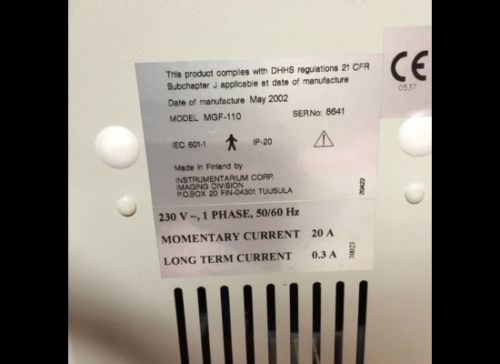 This product complies with DHHS regulations 21 CFR
Subchapter J applicable at date of manufacture
Date of manufacture May 2002
MODEL MGF-110 SER.No: 8641
IEC 601-1 IP-20
Made in Finland by
INSTRUMENTARIUM CORP.
IMAGING DIVISION
P.O.BOX 20 FIN-04301 TUUSULA
20422
230 V ~, 1 PHASE, 50/60 Hz
MOMENTARY CURRENT 20 A
LONG TERM CURRENT 0.3 A
30023
CE
0537